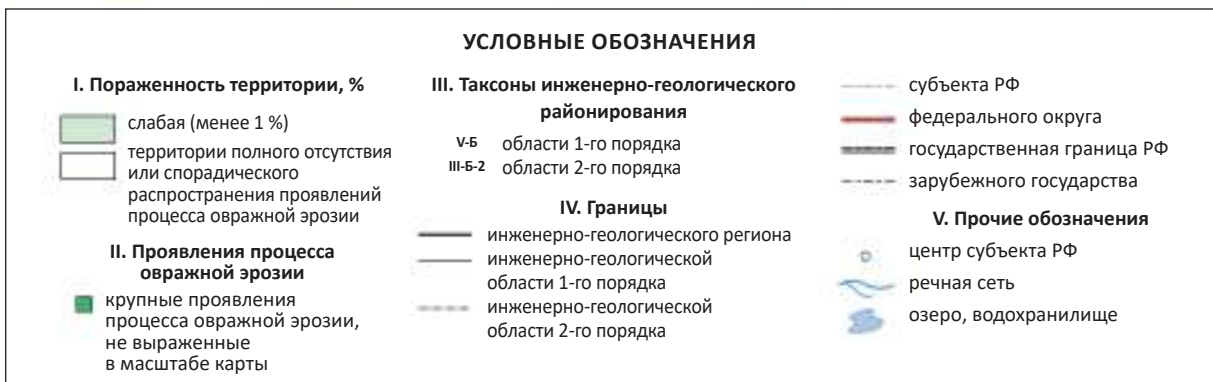 УСЛОВНЫЕ ОБОЗНАЧЕНИЯ
I. Пораженность территории, %
слабая (менее 1 %)
территории полного отсутствия
или спорадического
распространения проявлений
процесса овражной эрозии
II. Проявления процесса
овражной эрозии
крупные проявления
процесса овражной эрозии,
не выраженные
в масштабе карты
III. Таксоны инженерно-геологического
районирования
V-Б области 1-го порядка
III-Б-2 области 2-го порядка
IV. Границы
инженерно-геологического региона
инженерно-геологической
области 1-го порядка
инженерно-геологической
области 2-го порядка
субъекта РФ
федерального округа
государственная граница РФ
зарубежного государства
V. Прочие обозначения
центр субъекта РФ
речная сеть
озеро, водохранилище